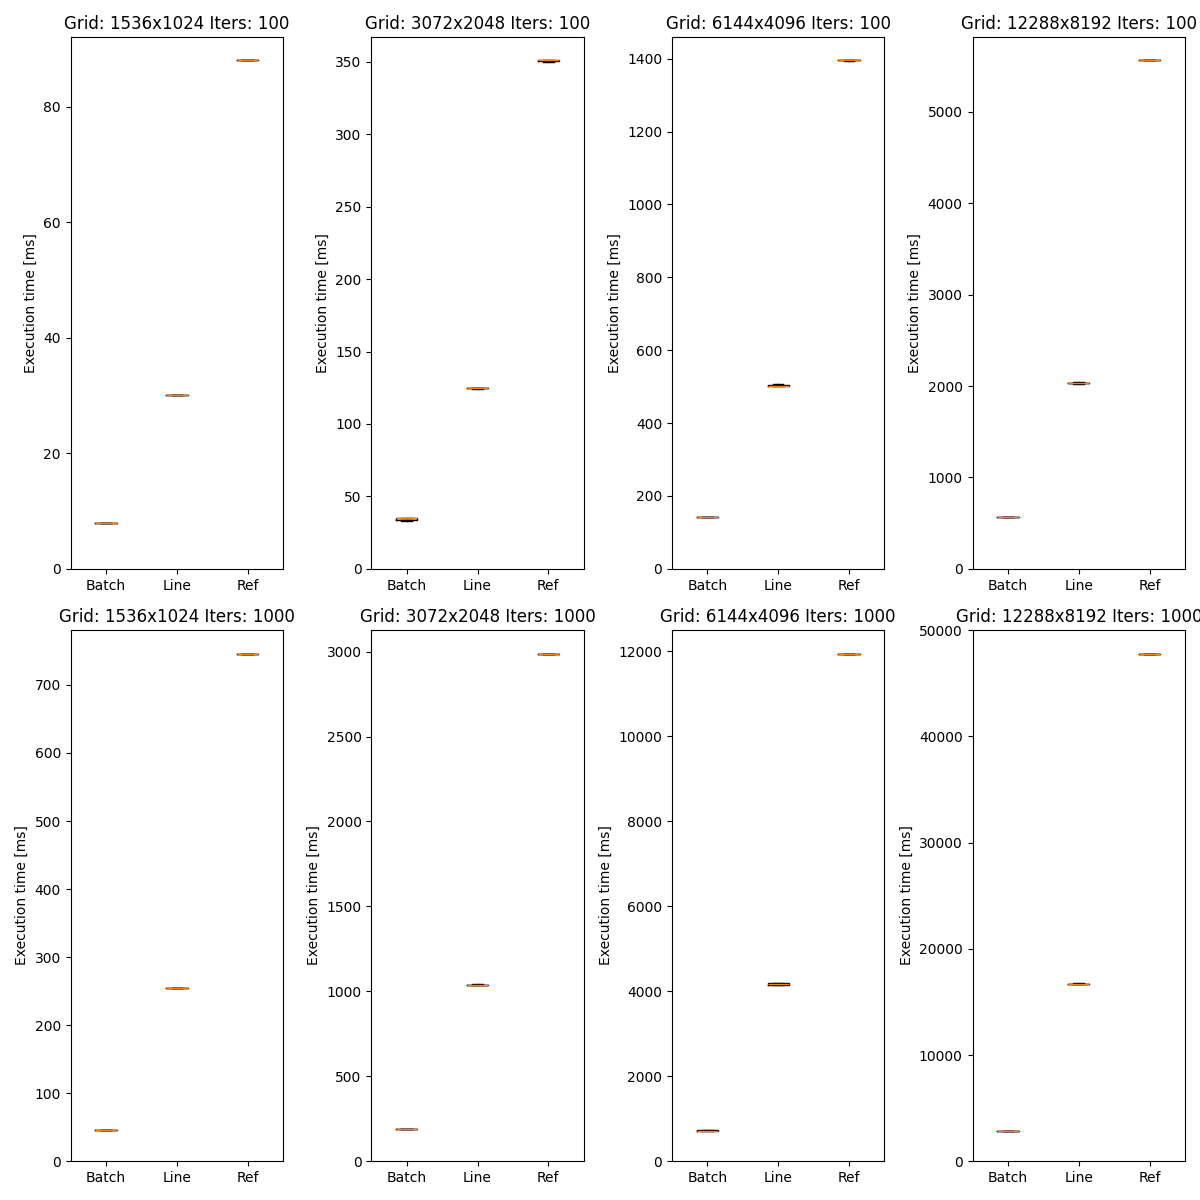 Grid: 1536x1024 Iters: 100
Execution time [ms]
80
60
40
20
0
Batch Line Ref
Grid: 3072x2048 Iters: 100
Execution time [ms]
350
300
250
200
150
100
50
0
Batch Line Ref
Grid: 6144x4096 Iters: 100
Execution time [ms]
1400
1200
1000
800
600
400
200
0
Batch Line Ref
Grid: 12288x8192 Iters: 100
Execution time [ms]
5000
4000
3000
2000
1000
0
Batch Line Ref
Grid: 1536x1024 Iters: 1000
Execution time [ms]
700
600
500
400
300
200
100
0
Batch Line Ref
Grid: 3072x2048 Iters: 1000
Execution time [ms]
3000
2500
2000
1500
1000
500
0
Batch Line Ref
Grid: 6144x4096 Iters: 1000
Execution time [ms]
12000
10000
8000
6000
4000
2000
0
Batch Line Ref
Grid: 12288x8192 Iters: 1000
Execution time [ms]
50000
40000
30000
20000
10000
0
Batch Line Ref